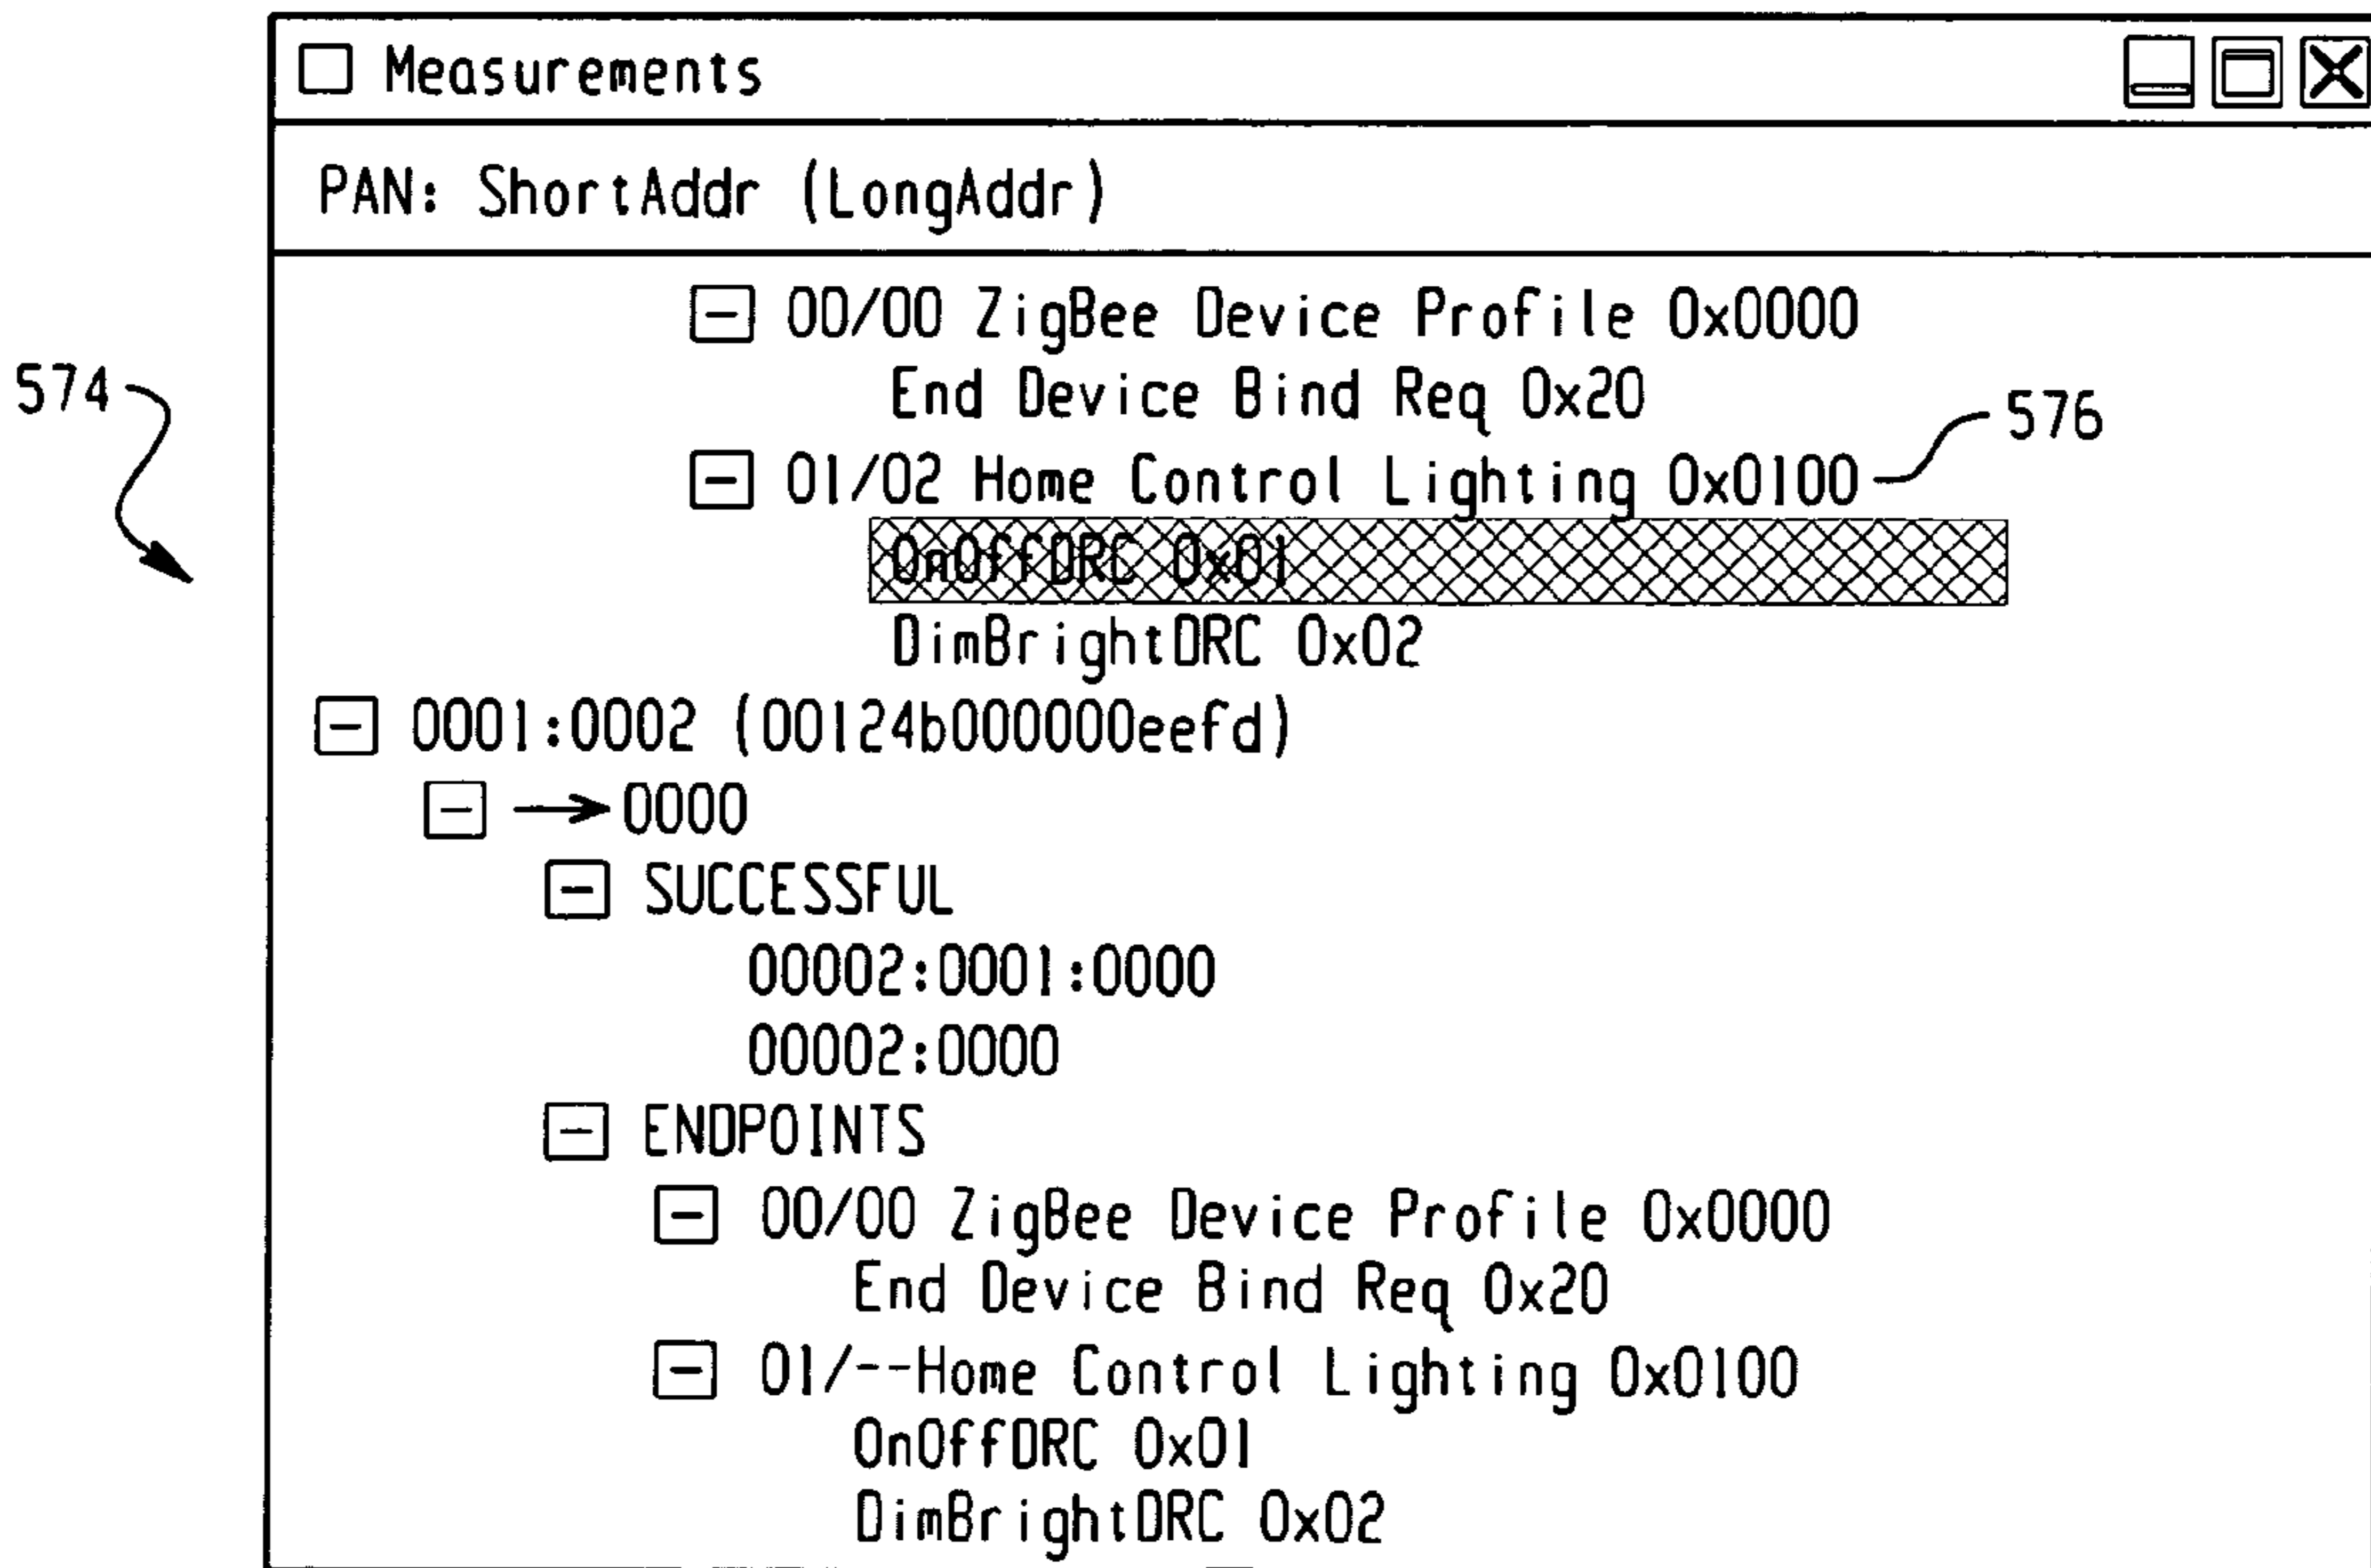 Measurements
PAN: ShortAddr (LongAddr)
00/00 ZigBee Device Profile 0x0000
574
End Device Bind Req 0x20
576
01/02 Home Control Lighting 0x0100
OnOffDRC 0x01
DimBrightDRC 0x02
0001:0002 (00124b000000eefd)
→0000
SUCCESSFUL
00002:0001:0000
00002:0000
ENDPOINTS
00/00 ZigBee Device Profile 0x0000
End Device Bind Req 0x20
01/--Home Control Lighting 0x0100
OnOffDRC 0x01
DimBrightDRC 0x02